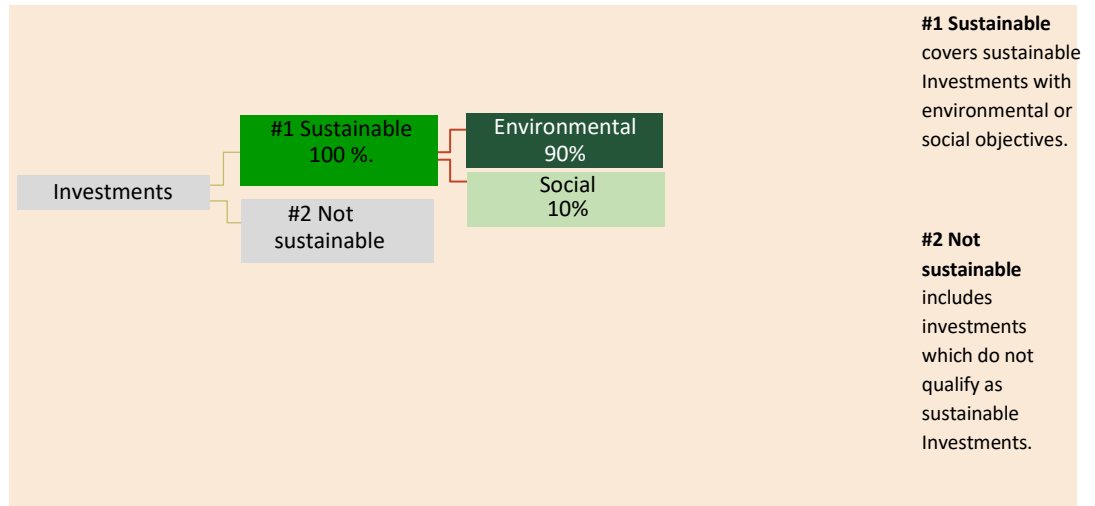 Investments
#1 Sustainable
100 %.
#2 Not
sustainable
Environmental
90%
Social
10%
#1 Sustainable
covers sustainable
Investments with
environmental or
social objectives.
#2 Not
sustainable
includes
investments
which do not
qualify as
sustainable
Investments.